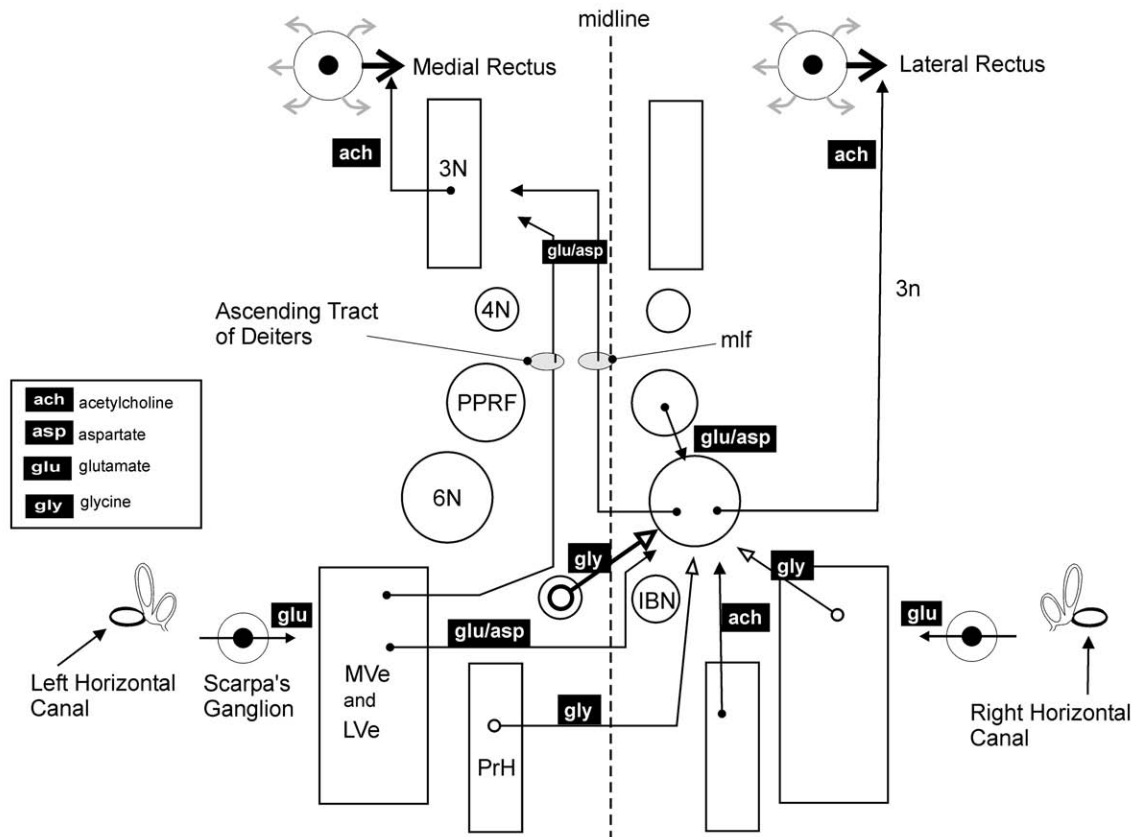 midline
Medial Rectus
Lateral Rectus
ach
3N
ach
glu/asp
3n
4N
Ascending Tract
of Deiters
mlf
ach acetylcholine
asp aspartate
glu glutamate
gly glycine
PPRF
glu/asp
6N
gly
gly
glu
IBN
glu
glu/asp
ach
MVe
and
LVe
Left Horizontal
Canal
Scarpa's
Ganglion
gly
Right Horizontal
Canal
PrH